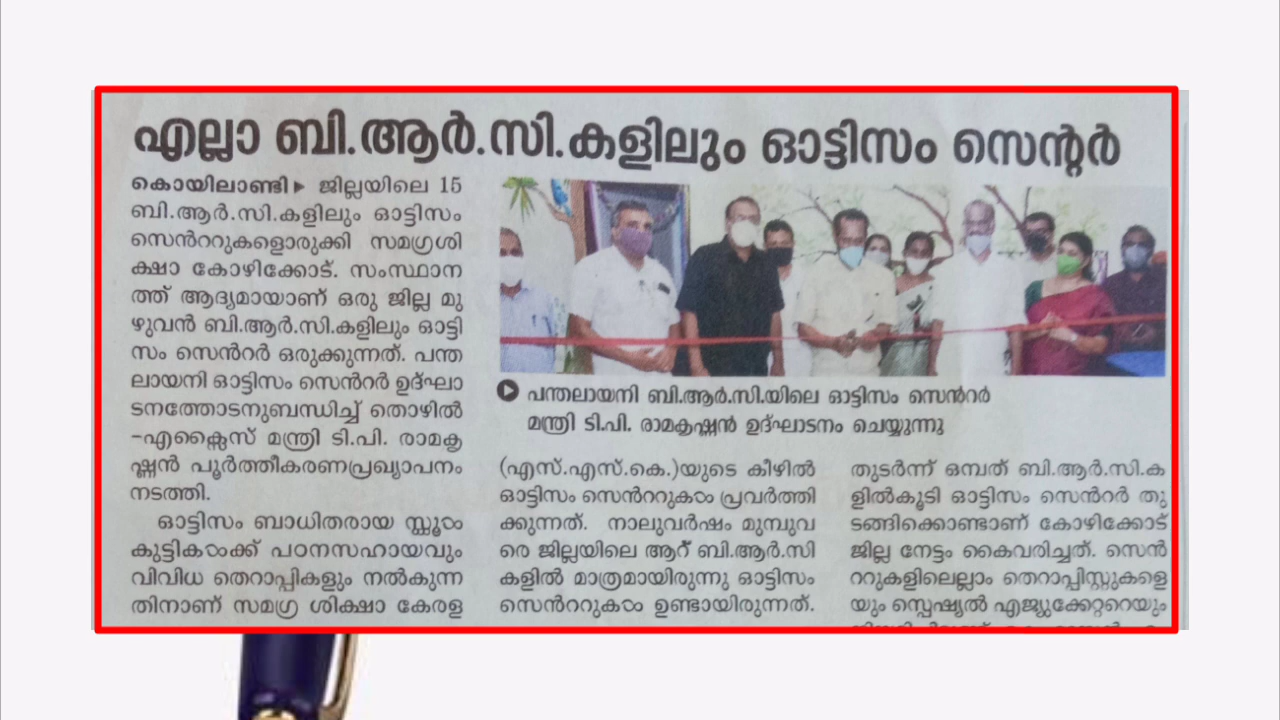 എല്ലാ ബി.ആർ.സി.കളിലും ഓട്ടിസം സെന്റർ
കൊയിലാണ്ടി ▸ ജില്ലയിലെ 15
ബി.ആർ.സി.കളിലും ഓട്ടിസം
സെൻററുകളൊരുക്കി സമഗ്രശി
ക്ഷാ കോഴിക്കോട്. സംസ്ഥാന
ത്ത് ആദ്യമായാണ് ഒരു ജില്ല മു
ഴുവൻ ബി.ആർ.സി.കളിലും ഓട്ടി
സം സെൻറർ ഒരുക്കുന്നത്. പന്ത
ലായനി ഓട്ടിസം സെൻറർ ഉദ്ഘാ
ടനത്തോടനുബന്ധിച്ച് തൊഴിൽ
-എക്സൈസ് മന്ത്രി ടി.പി. രാമകൃ
ഷ്ണൻ പൂർത്തീകരണപ്രഖ്യാപനം
നടത്തി.
ഓട്ടിസം ബാധിതരായ സ്കൂൾ
കുട്ടികൾക്ക് പഠനസഹായവും
വിവിധ തെറാപ്പികളും നൽകുന്ന
തിനാണ് സമഗ്ര ശിക്ഷാ കേരള
പന്തലായനി ബി.ആർ.സി.യിലെ ഓട്ടിസം സെൻറർ
മന്ത്രി ടി.പി. രാമകൃഷ്ണൻ ഉദ്ഘാടനം ചെയ്യുന്നു
(എസ്.എസ്.കെ.)യുടെ കീഴിൽ
ഓട്ടിസം സെൻററുകൾ പ്രവർത്തി
ക്കുന്നത്. നാലുവർഷം മുമ്പുവ
രെ ജില്ലയിലെ ആറ് ബി.ആർ.സി
കളിൽ മാത്രമായിരുന്നു ഓട്ടിസം
സെൻററുകൾ ഉണ്ടായിരുന്നത്.
തുടർന്ന് ഒമ്പത് ബി.ആർ.സി.ക
ളിൽകൂടി ഓട്ടിസം സെൻറർ തു
ടങ്ങിക്കൊണ്ടാണ് കോഴിക്കോട്
ജില്ല നേട്ടം കൈവരിച്ചത്. സെൻ
ററുകളിലെല്ലാം തെറാപ്പിസ്റ്റുകളെ
യും സ്പെഷ്യൽ എജ്യുക്കേറ്ററെയും